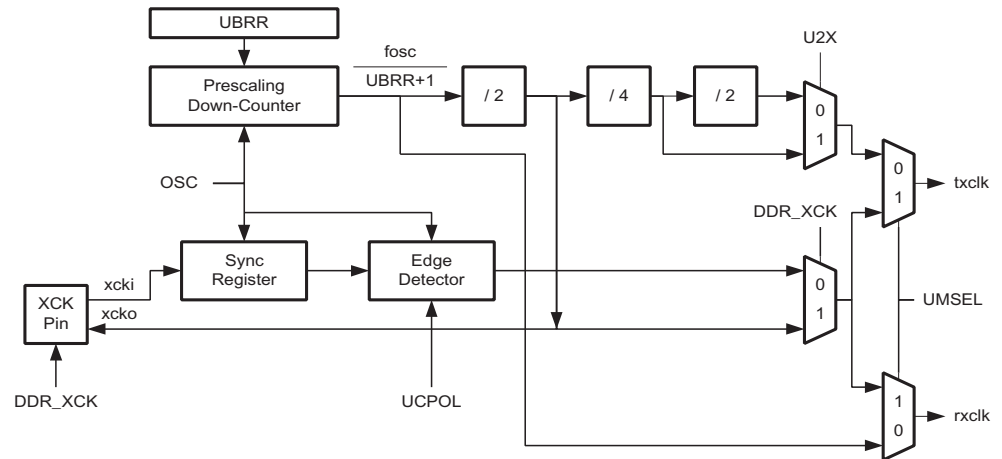 UBRR
Prescaling
Down-Counter
fosc
UBRR+1
/ 2
/ 4
/ 2
U2X
0
1
OSC
0
1
txclk
DDR_XCK
Sync
Register
Edge
Detector
0
1
UMSEL
xcki
XCK
Pin
xcko
DDR_XCK
UCPOL
1
0
rxclk